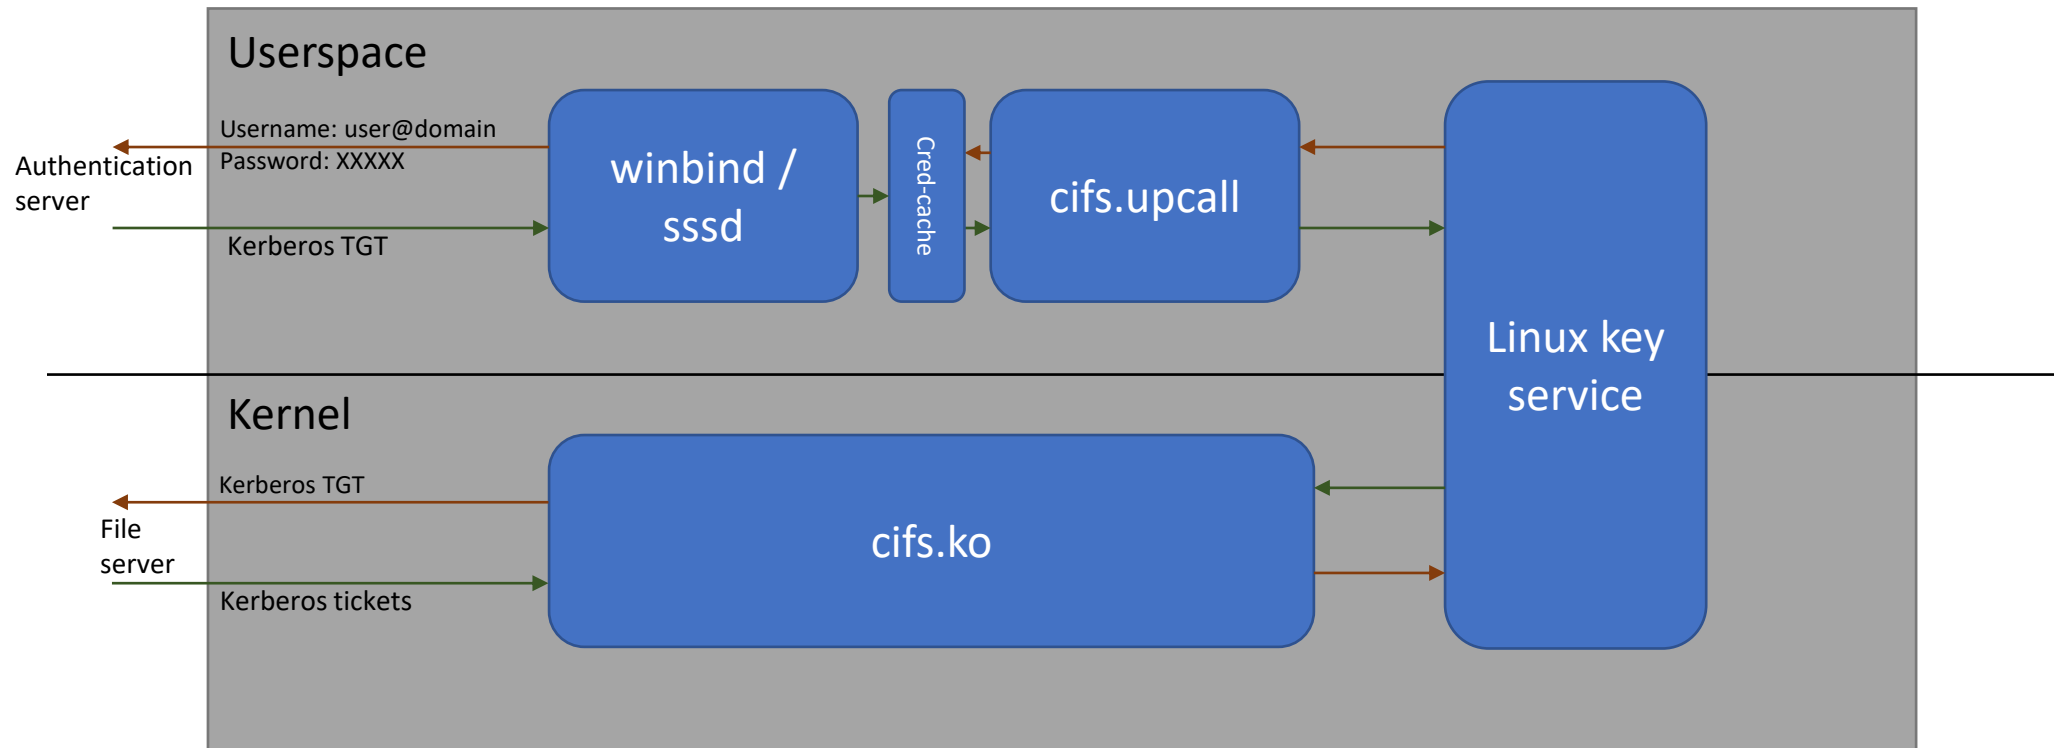 Userspace
Username: user@domain
Password: XXXXX
Authentication
server
Kerberos TGT
winbind /
sssd
Cred-cache
cifs.upcall
Linux key
service
Kernel
Kerberos TGT
File
server
Kerberos tickets
cifs.ko